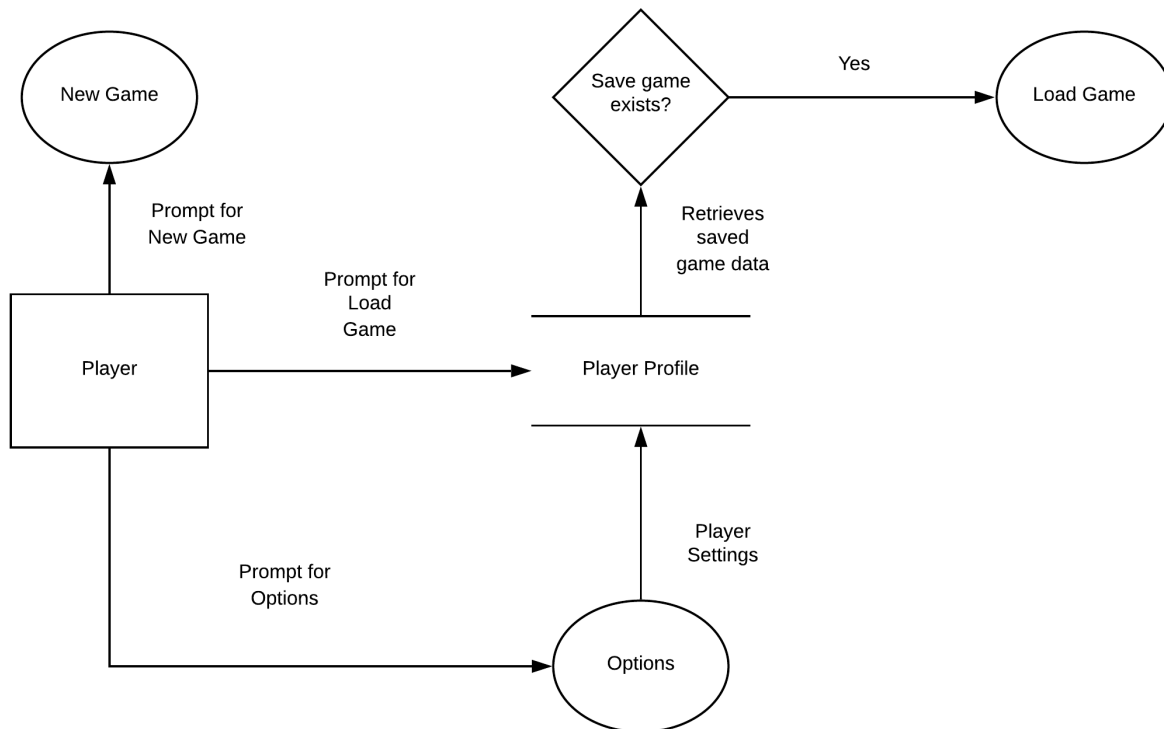 New Game
Save game
exists?
Yes
Load Game
Prompt for
New Game
Retrieves
saved
game data
Prompt for
Load
Game
Player
Player Profile
Player
Settings
Prompt for
Options
Options